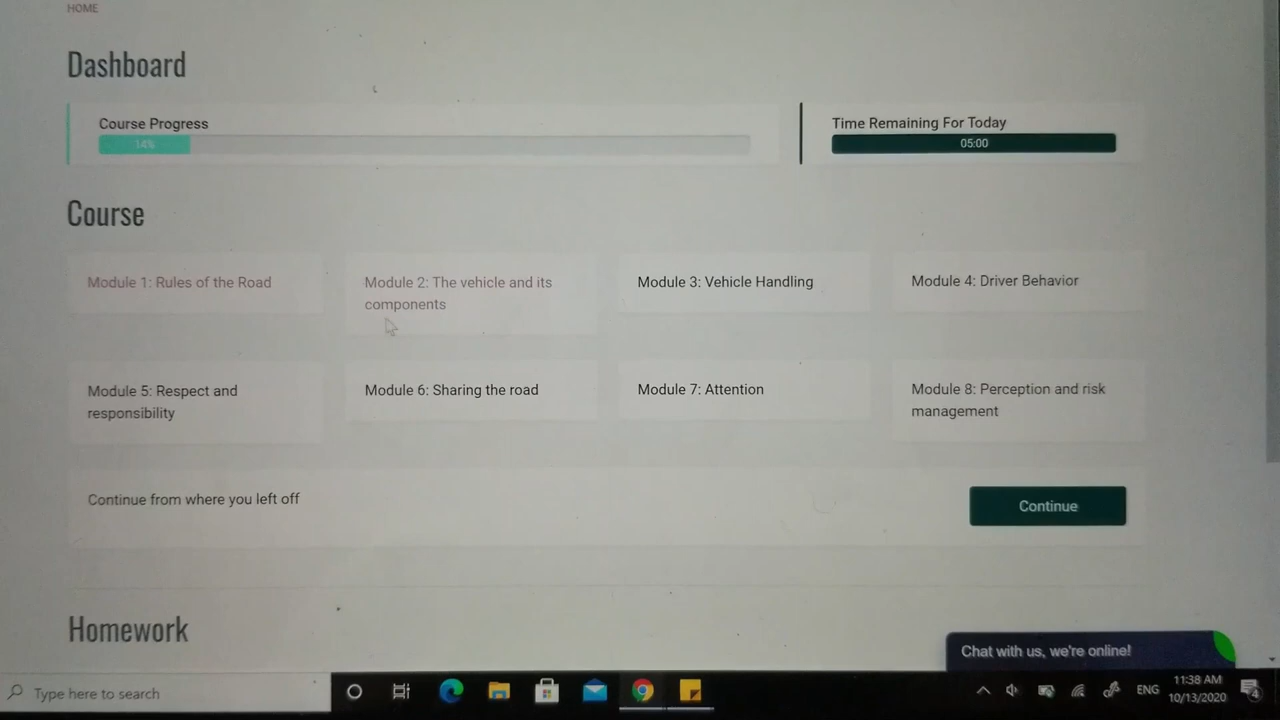 HOME
Dashboard
Course Progress
14%
Time Remaining For Today
05:00
Course
Module 1: Rules of the Road
Module 2: The vehicle and its
components
Module 3: Vehicle Handling
Module 4: Driver Behavior
Module 5: Respect and
responsibility
Module 6: Sharing the road
Module 7: Attention
Module 8: Perception and risk
management
Continue from where you left off
Continue
Homework
Chat with us, we're online!
Type here to search
ENG
11:38 AM
10/13/2020
4